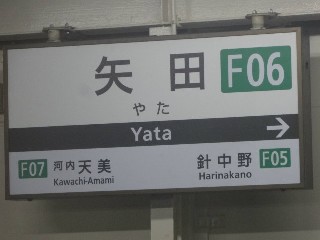 矢田 F06
やた
Yata →
F07 河内天美 針中野 F05
Kawachi-Amami Harinakano